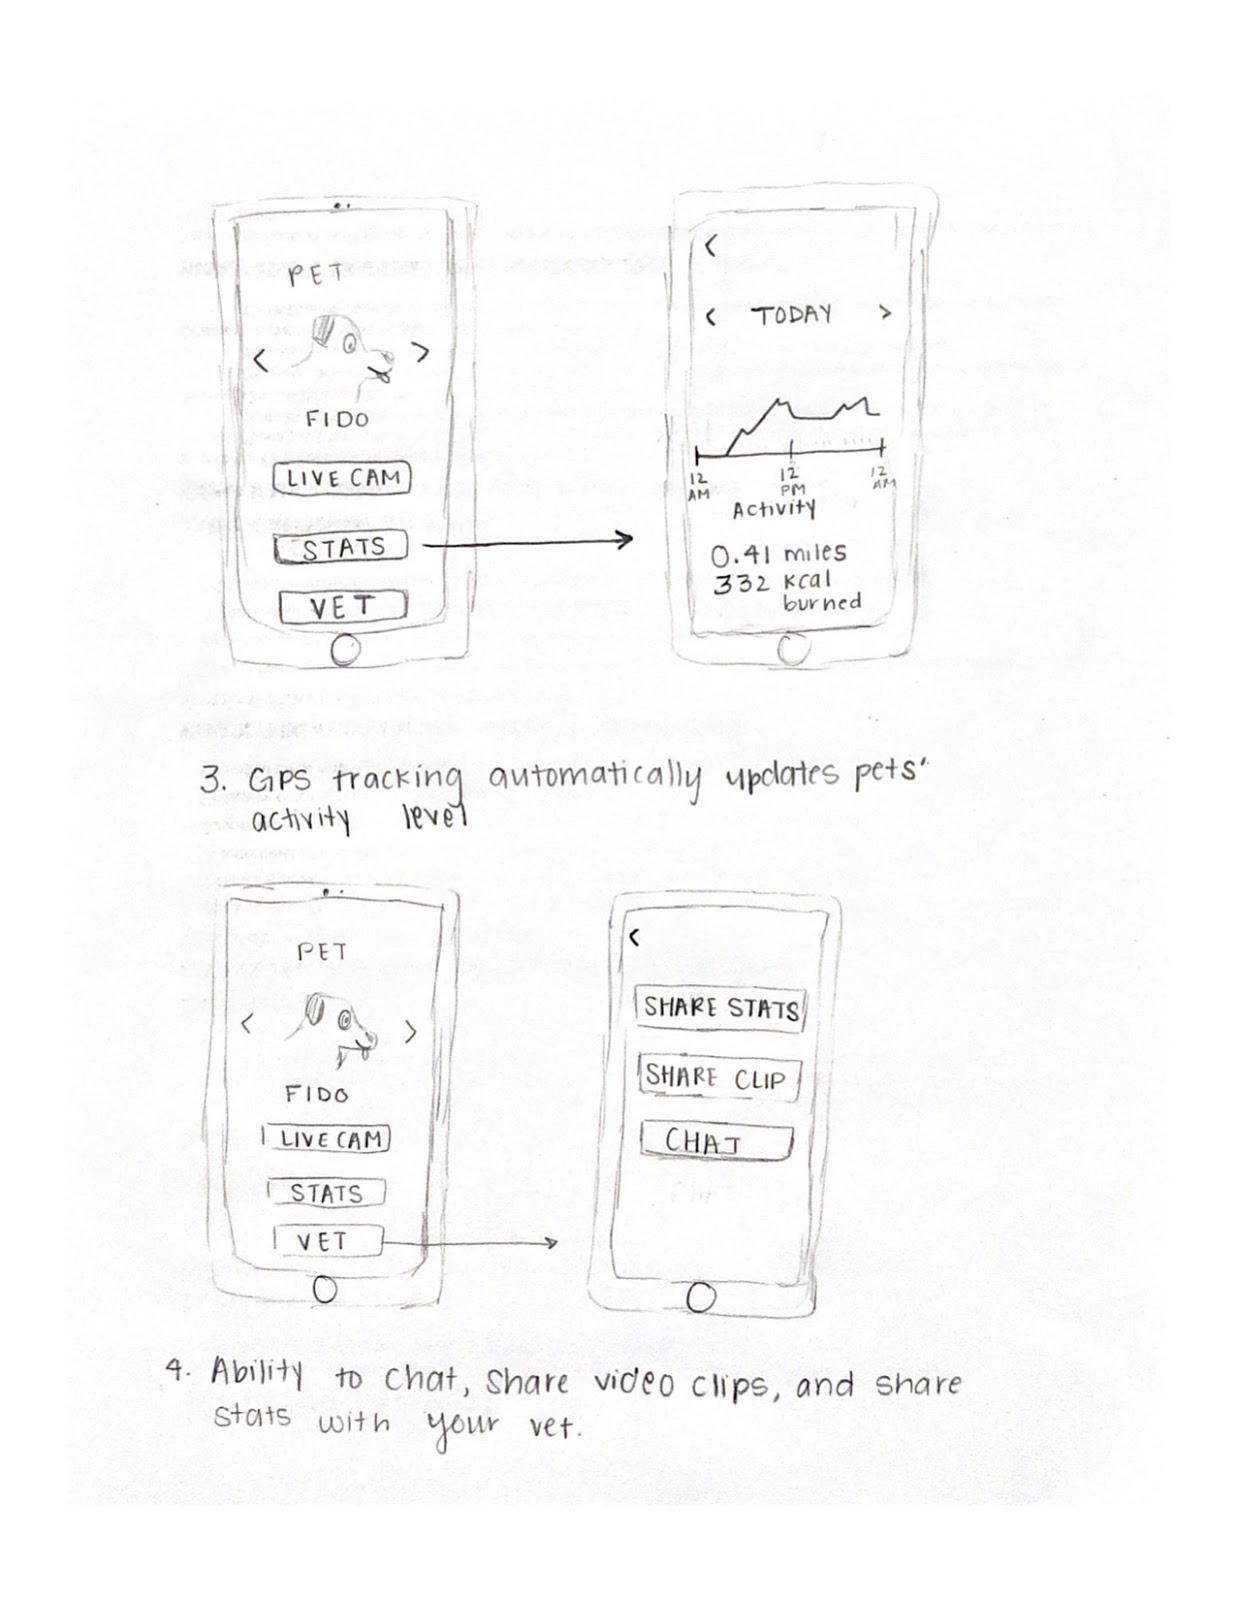 PET
< >
FIDO
LIVE CAM
STATS
VET
<
< TODAY >
12 AM 12 PM 12 AM
Activity
0.41 miles
332 kcal
burned
3. GPS tracking automatically updates pets'
activity level
PET
< >
FIDO
LIVE CAM
STATS
VET
<
SHARE STATS
SHARE CLIP
CHAT
4. Ability to chat, share video clips, and share
stats with your vet.